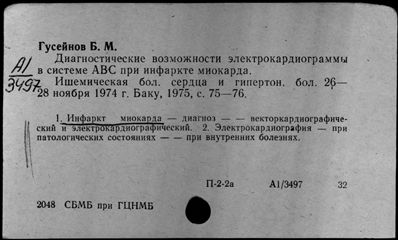 Гусейнов Б. М.
Диагностические возможности электрокардиограммы
А1
3497
в системе АВС при инфаркте миокарда.
Ишемическая бол. сердца и гипертон. бол. 26—
28 ноября 1974 г. Баку, 1975, с. 75—76.
1. Инфаркт миокарда — диагноз — — векторкардиографичес-
кий и электрокардиографический. 2. Электрокардиография — при
патологических состояниях — — при внутренних болезнях.
П-2-2а А1/3497 32
2048 СБМБ при ГЦНМБ